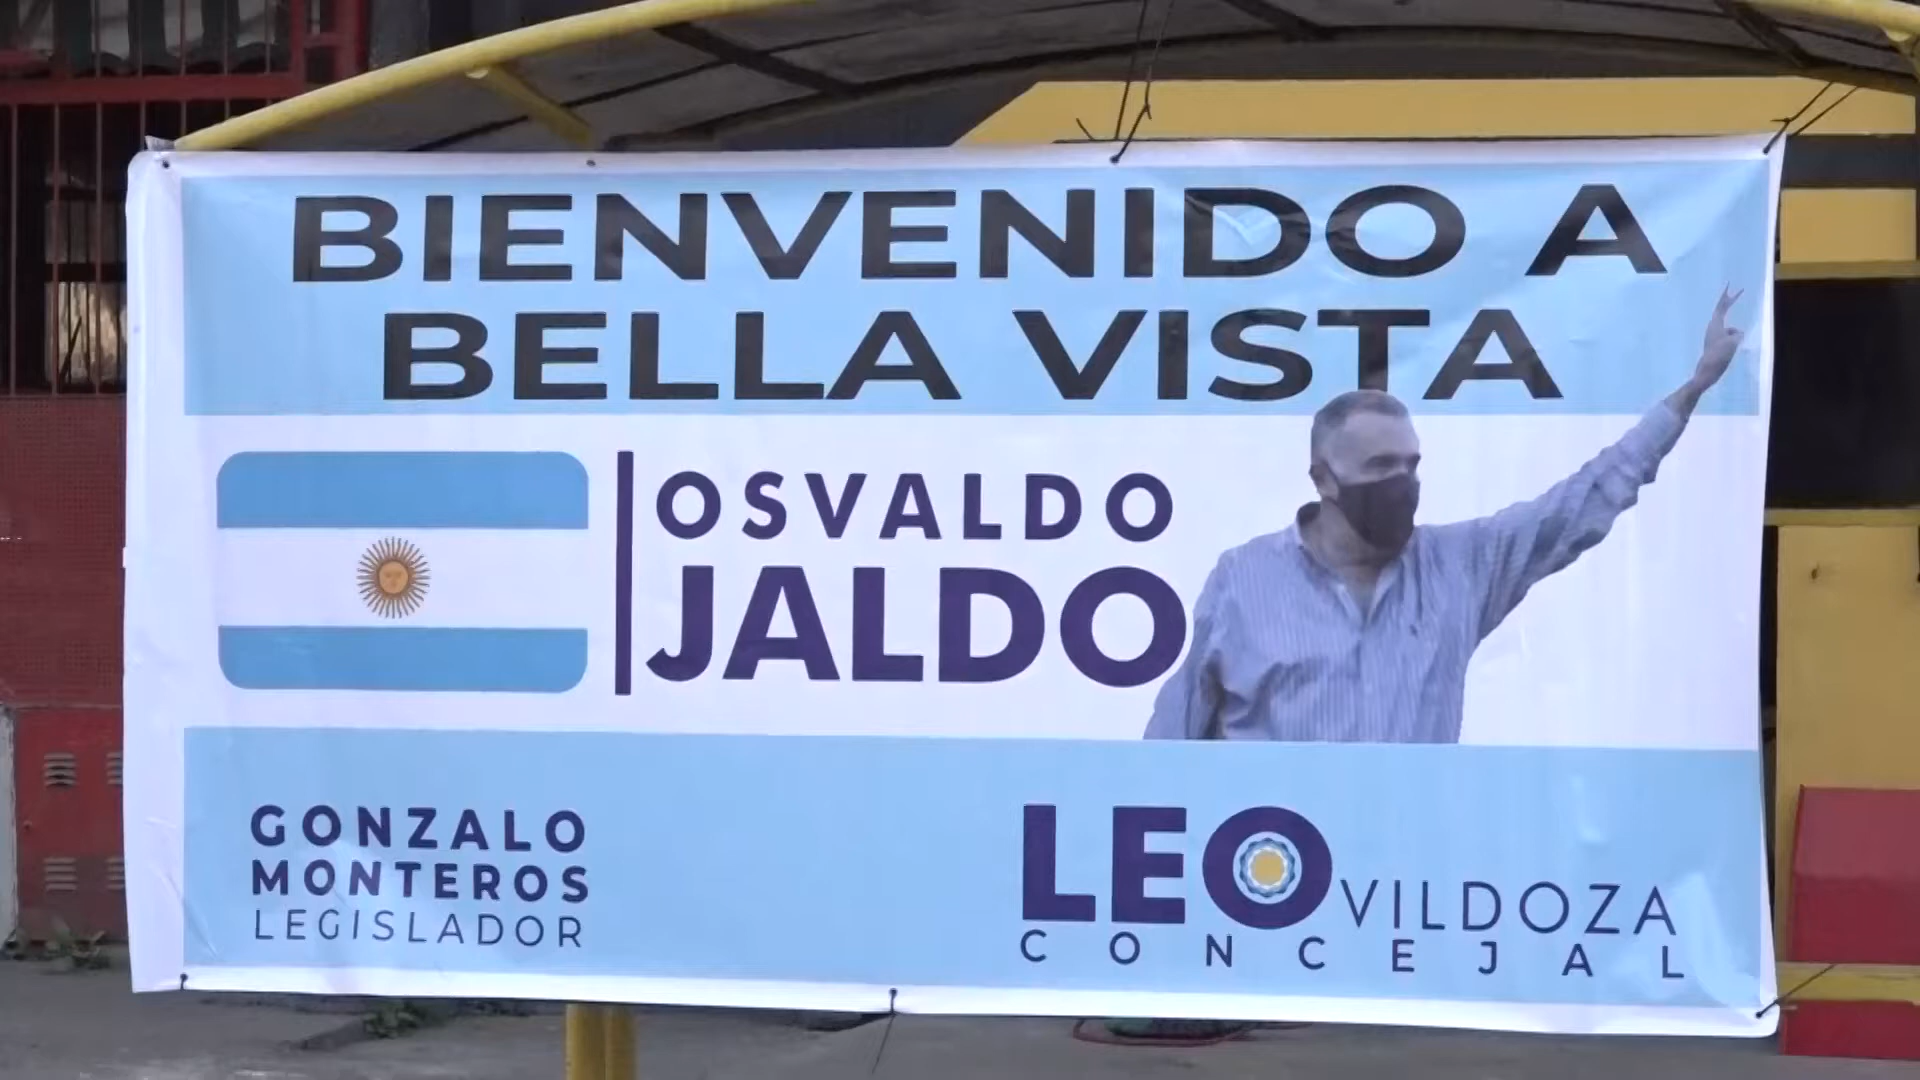 BIENVENIDO A
BELLA VISTA
OSVALDO
JALDO
GONZALO
MONTEROS
LEGISLADOR
LEO VILDOZA
CONCEJAL